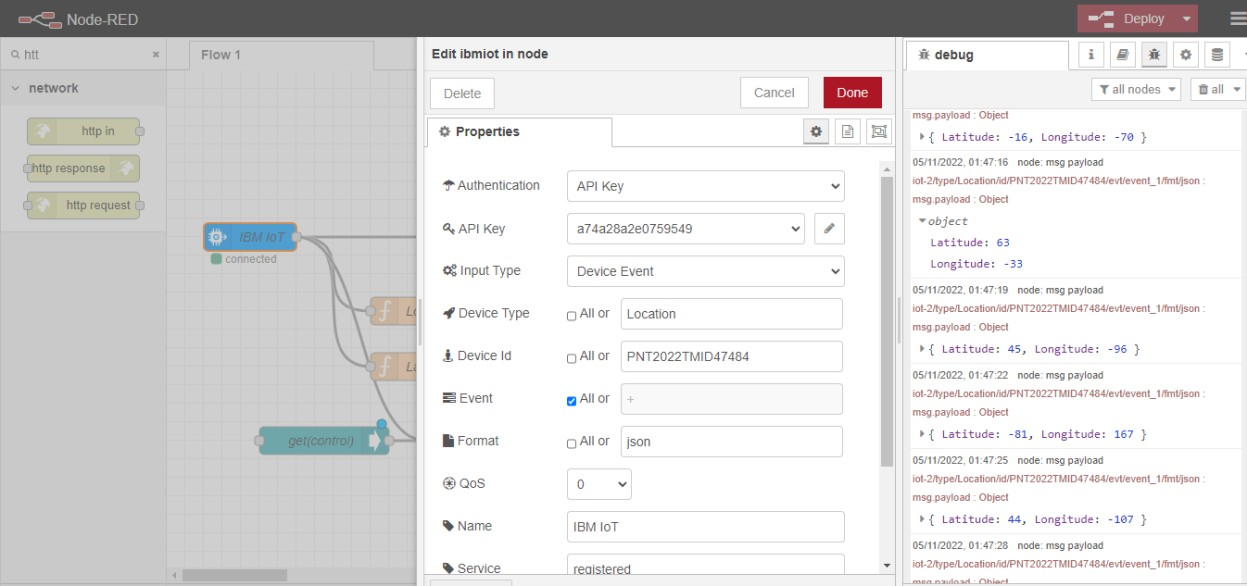 Node-RED
Deploy
htt
network
http in
http response
http request
Flow 1
IBM IoT
connected
get(control)
Edit ibmiot in node
Delete
Cancel
Done
Properties
Authentication
API Key
API Key
a74a28a2e0759549
Input Type
Device Event
Device Type
All or
Location
Device Id
All or
PNT2022TMID47484
Event
All or
+
Format
All or
json
QoS
0
Name
IBM IoT
Service
registered
debug
all nodes
all
msg.payload : Object
{ Latitude: -16, Longitude: -70 }
05/11/2022, 01:47:16 node: msg payload
iot-2/type/Location/id/PNT2022TMID47484/evt/event_1/fmt/json :
msg.payload : Object
object
Latitude: 63
Longitude: -33
05/11/2022, 01:47:19 node: msg payload
iot-2/type/Location/id/PNT2022TMID47484/evt/event_1/fmt/json :
msg.payload : Object
{ Latitude: 45, Longitude: -96 }
05/11/2022, 01:47:22 node: msg payload
iot-2/type/Location/id/PNT2022TMID47484/evt/event_1/fmt/json :
msg.payload : Object
{ Latitude: -81, Longitude: 167 }
05/11/2022, 01:47:25 node: msg payload
iot-2/type/Location/id/PNT2022TMID47484/evt/event_1/fmt/json :
msg.payload : Object
{ Latitude: 44, Longitude: -107 }
05/11/2022, 01:47:28 node: msg payload
iot-2/type/Location/id/PNT2022TMID47484/evt/event_1/fmt/json :
msg.payload : Object